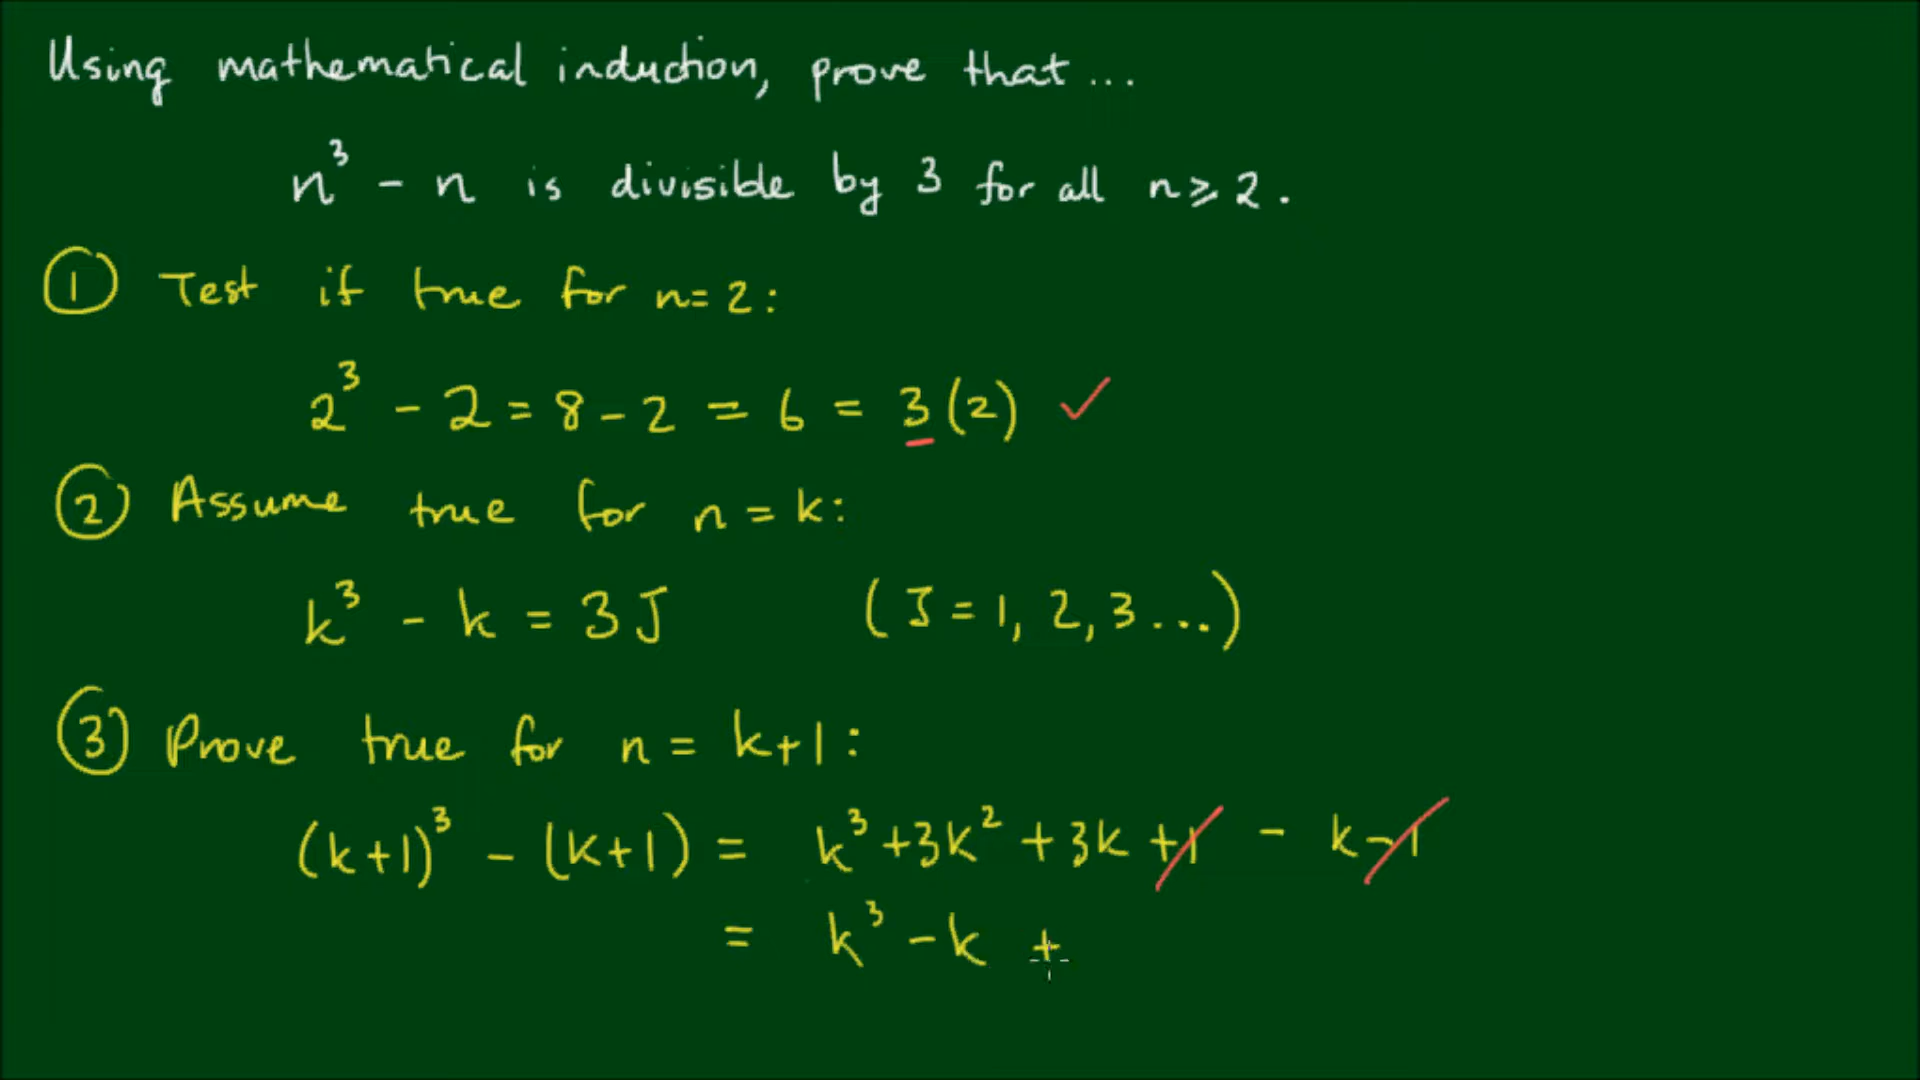 Using mathematical induction, prove that ...
n³ - n is divisible by 3 for all n ⩾ 2.
① Test if true for n = 2:
2³ - 2 = 8 - 2 = 6 = 3(2) ✓
② Assume true for n = k:
k³ - k = 3J (J = 1, 2, 3 ...)
③ Prove true for n = k+1:
(k+1)³ - (k+1) = k³ + 3k² + 3k + 1 - k - 1
= k³ - k +